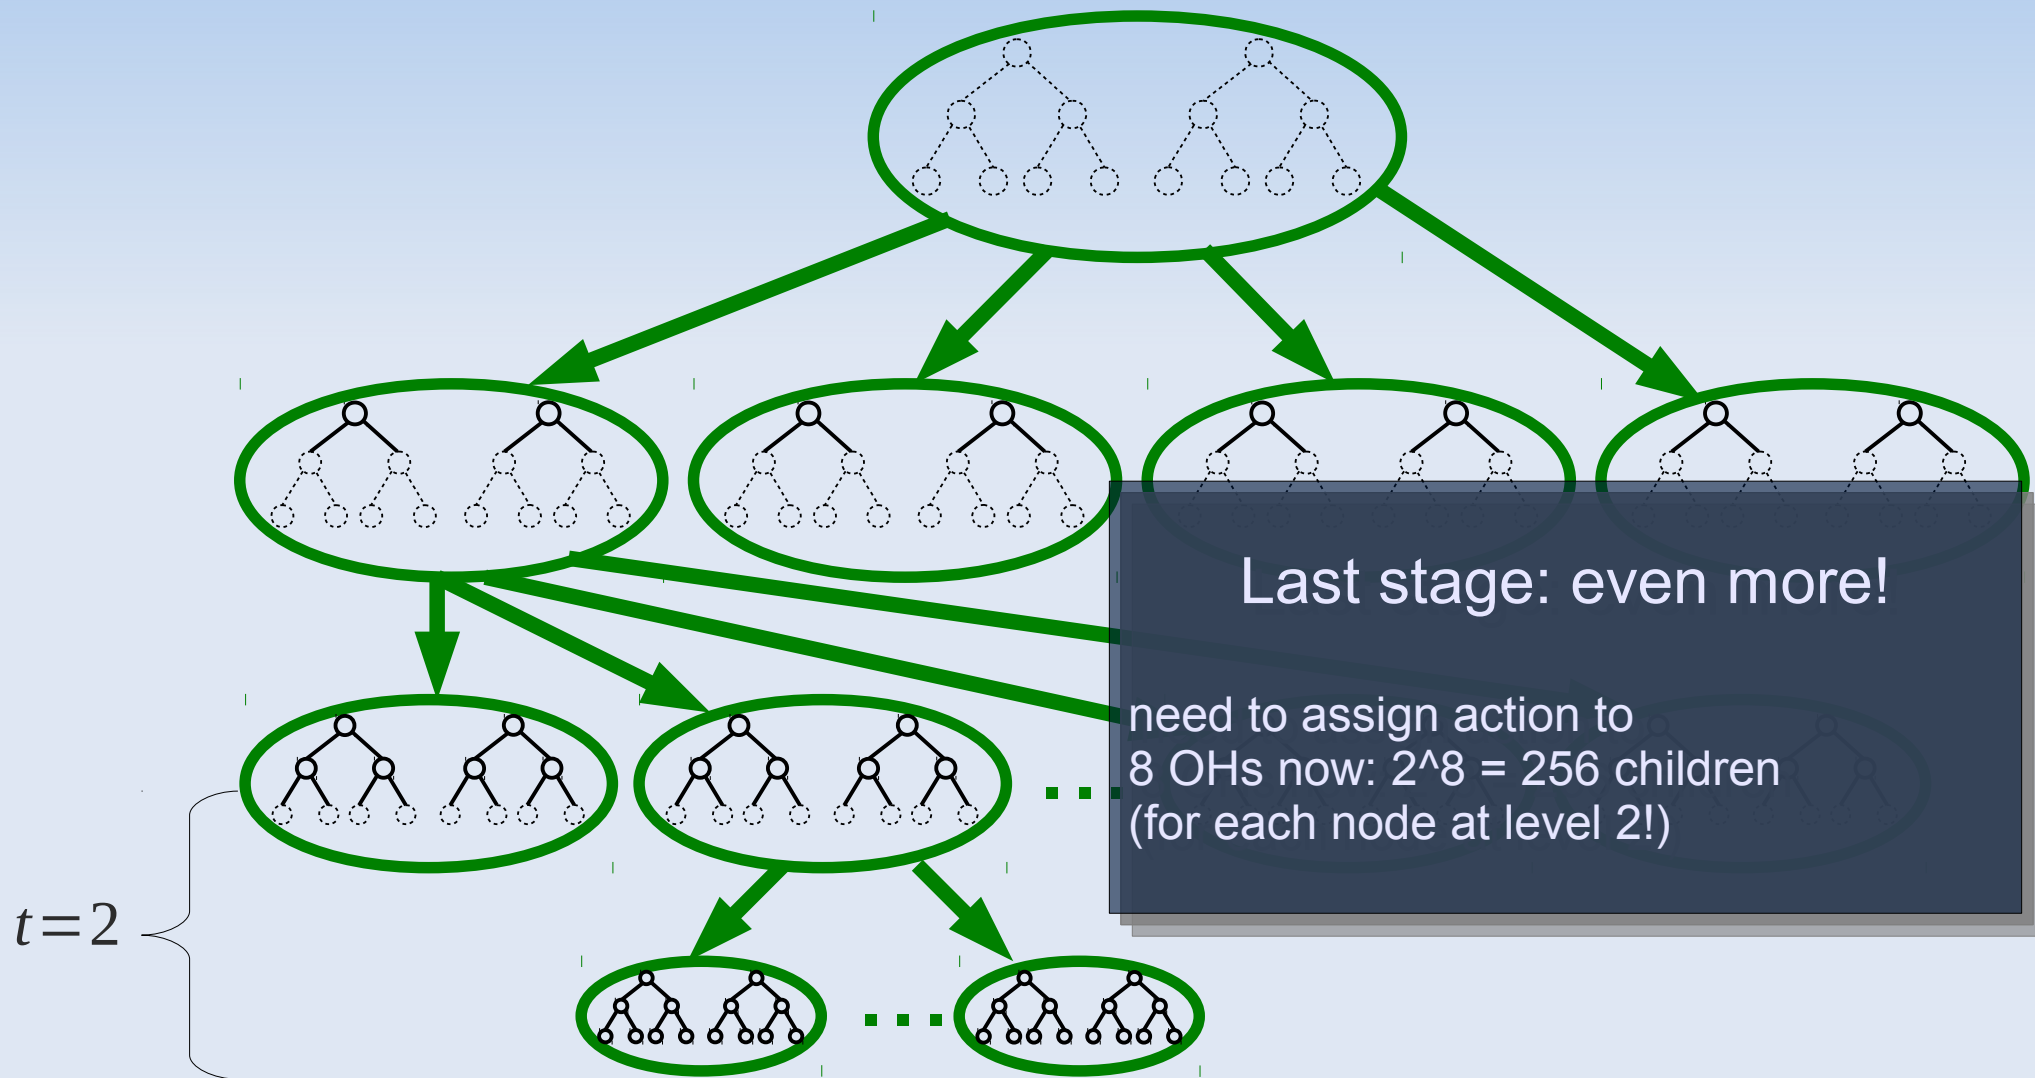 Last stage: even more!
need to assign action to
8 OHs now: 2^8 = 256 children
(for each node at level 2!)
t=2